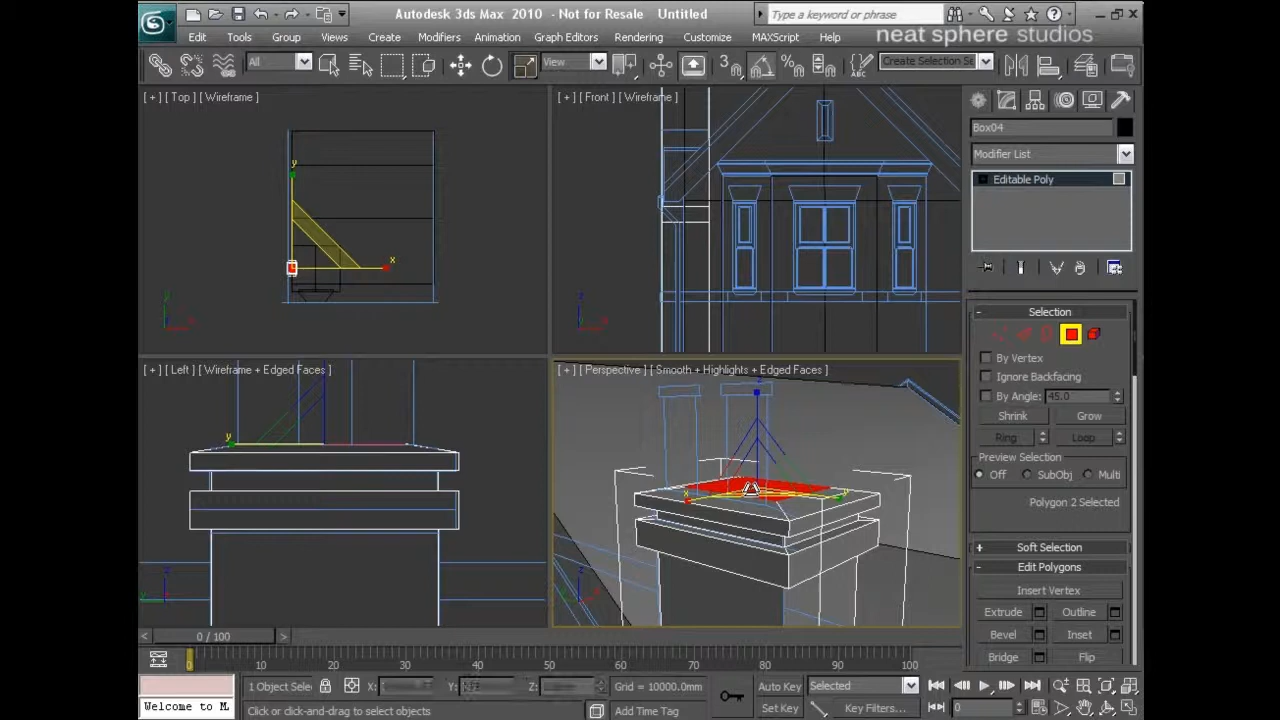 Autodesk 3ds Max 2010 - Not for Resale Untitled
Type a keyword or phrase
Edit Tools Group Views Create Modifiers Animation Graph Editors Rendering Customize MAXScript Help
neat sphere studios
All View 3 Create Selection Se
[ + ] [ Top ] [ Wireframe ]
[ + ] [ Front ] [ Wireframe ]
y
x
z
Box04
Modifier List
Editable Poly
Selection
By Vertex
Ignore Backfacing
By Angle: 45.0
Shrink Grow
Ring Loop
Preview Selection
Off SubObj Multi
Polygon 2 Selected
Soft Selection
Edit Polygons
Insert Vertex
Extrude Outline
Bevel Inset
Bridge Flip
[ + ] [ Left ] [ Wireframe + Edged Faces ]
[ + ] [ Perspective ] [ Smooth + Highlights + Edged Faces ]
y
z
x
y
z
y
< 0 / 100 >
0 10 20 30 40 50 60 70 80 90 100
1 Object Sele X: Y: Z: Grid = 10000.0mm Auto Key Selected
Welcome to M
Click or click-and-drag to select objects Add Time Tag Set Key Key Filters... 0